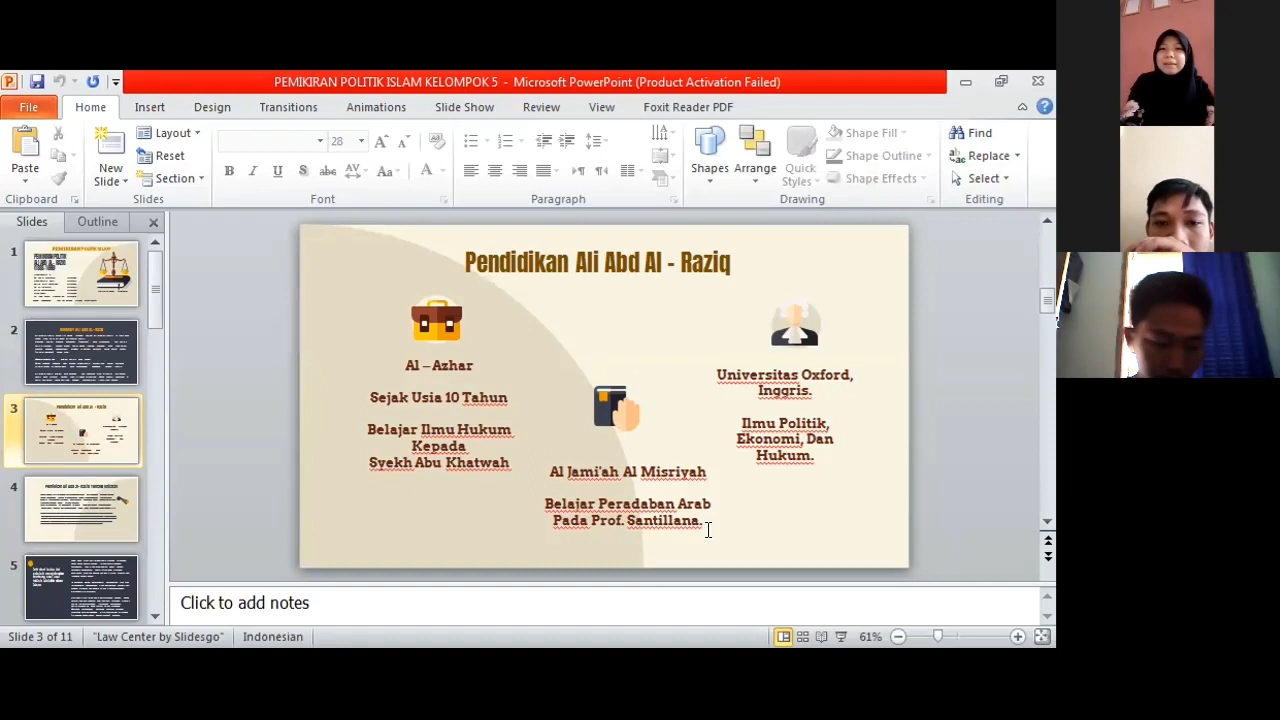 PEMIKIRAN POLITIK ISLAM KELOMPOK 5 - Microsoft PowerPoint (Product Activation Failed)
File Home Insert Design Transitions Animations Slide Show Review View Foxit Reader PDF
Paste
Clipboard
New Slide
Layout
Reset
Section
Slides
28
Font
Paragraph
Shapes
Arrange
Quick Styles
Shape Fill
Shape Outline
Shape Effects
Drawing
Find
Replace
Select
Editing
Slides Outline
1
2
3
4
5
Pendidikan Ali Abd Al - Raziq
Al – Azhar
Sejak Usia 10 Tahun
Belajar Ilmu Hukum
Kepada
Syekh Abu Khatwah
Al Jami'ah Al Misriyah
Belajar Peradaban Arab
Pada Prof. Santillana.
Universitas Oxford,
Inggris.
Ilmu Politik,
Ekonomi, Dan
Hukum.
Click to add notes
Slide 3 of 11 "Law Center by Slidesgo" Indonesian 61%